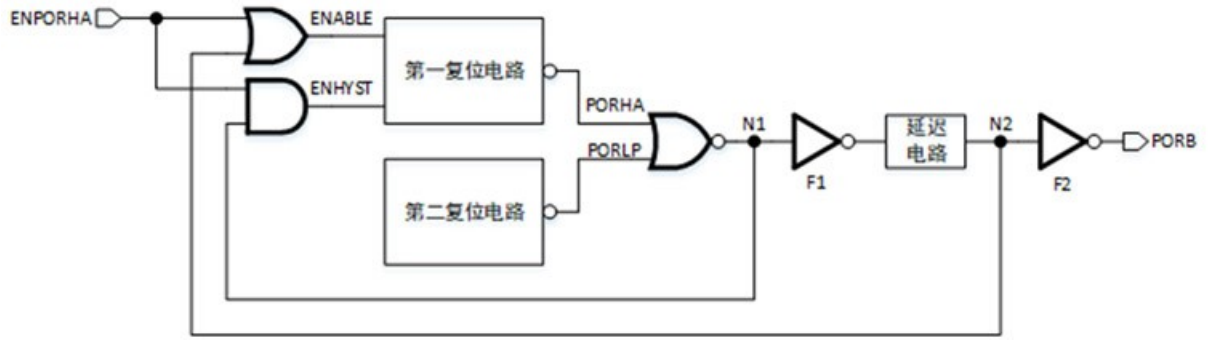 ENPORHA
ENABLE
ENHYST
第一复位电路
PORHA
PORLP
第二复位电路
N1
F1
延迟
电路
N2
F2
PORB